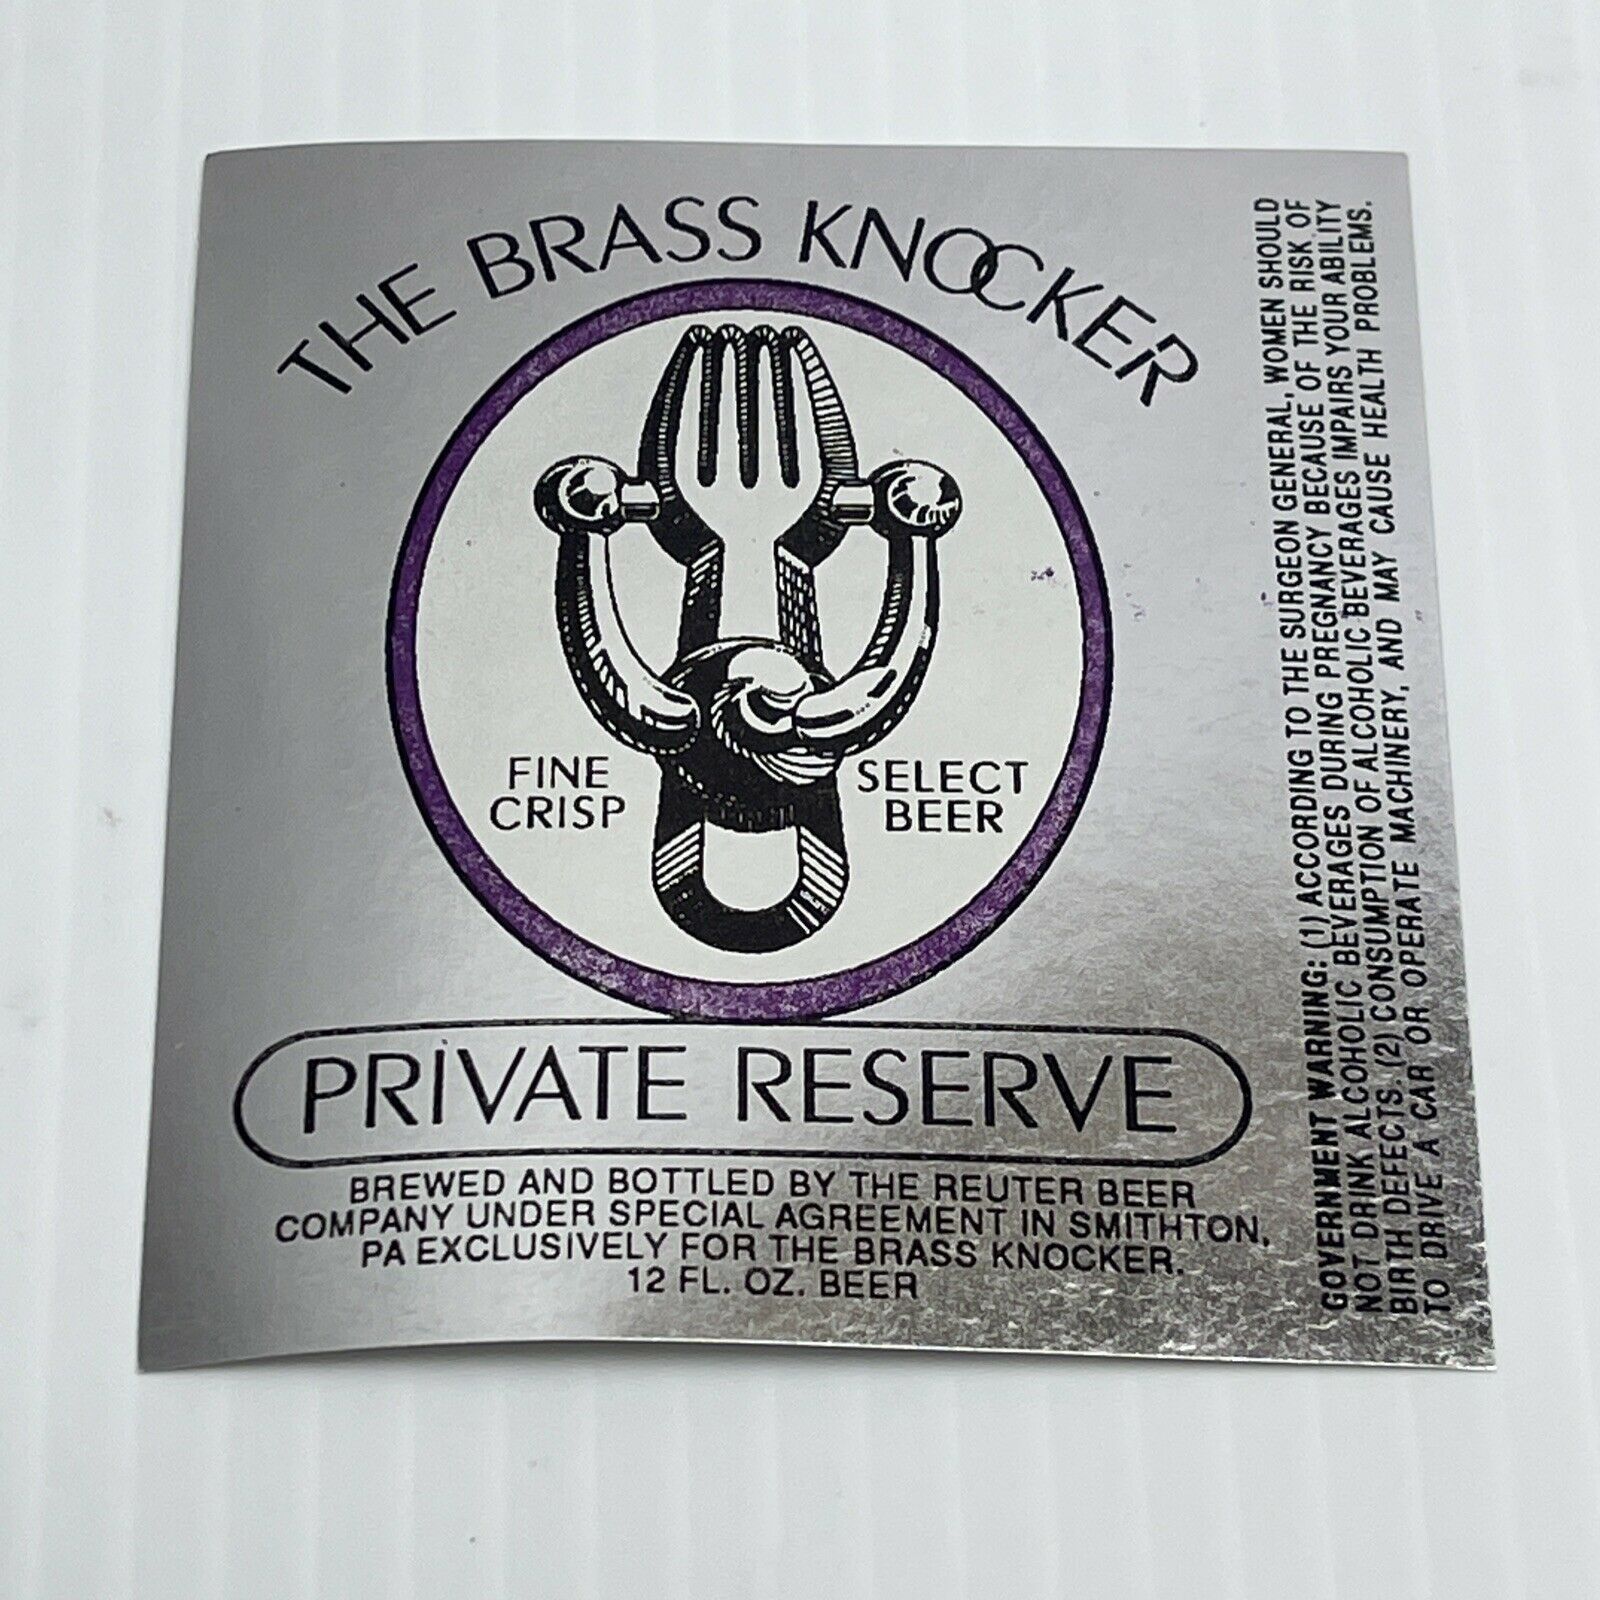 THE BRASS KNOCKER
FINE
CRISP
SELECT
BEER
PRIVATE RESERVE
BREWED AND BOTTLED BY THE REUTER BEER
COMPANY UNDER SPECIAL AGREEMENT IN SMITHTON,
PA EXCLUSIVELY FOR THE BRASS KNOCKER.
12 FL. OZ. BEER
GOVERNMENT WARNING: (1) ACCORDING TO THE SURGEON GENERAL, WOMEN SHOULD
NOT DRINK ALCOHOLIC BEVERAGES DURING PREGNANCY BECAUSE OF THE RISK OF
BIRTH DEFECTS. (2) CONSUMPTION OF ALCOHOLIC BEVERAGES IMPAIRS YOUR ABILITY
TO DRIVE A CAR OR OPERATE MACHINERY, AND MAY CAUSE HEALTH PROBLEMS.